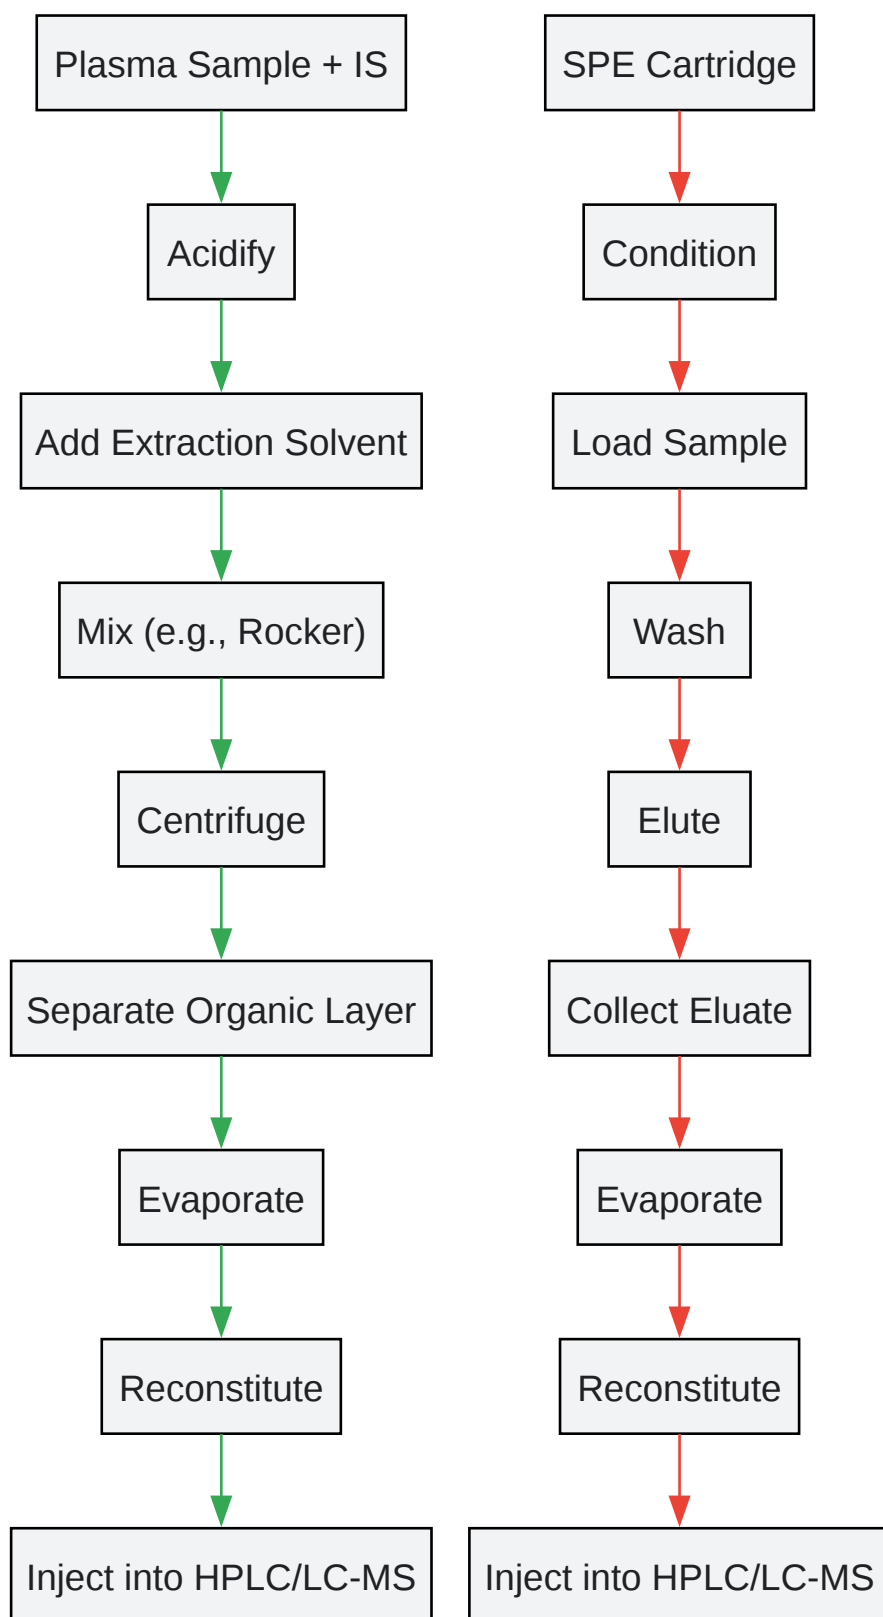 Plasma Sample + IS
Acidify
Add Extraction Solvent
Mix (e.g., Rocker)
Centrifuge
Separate Organic Layer
Evaporate
Reconstitute
Inject into HPLC/LC-MS
SPE Cartridge
Condition
Load Sample
Wash
Elute
Collect Eluate
Evaporate
Reconstitute
Inject into HPLC/LC-MS